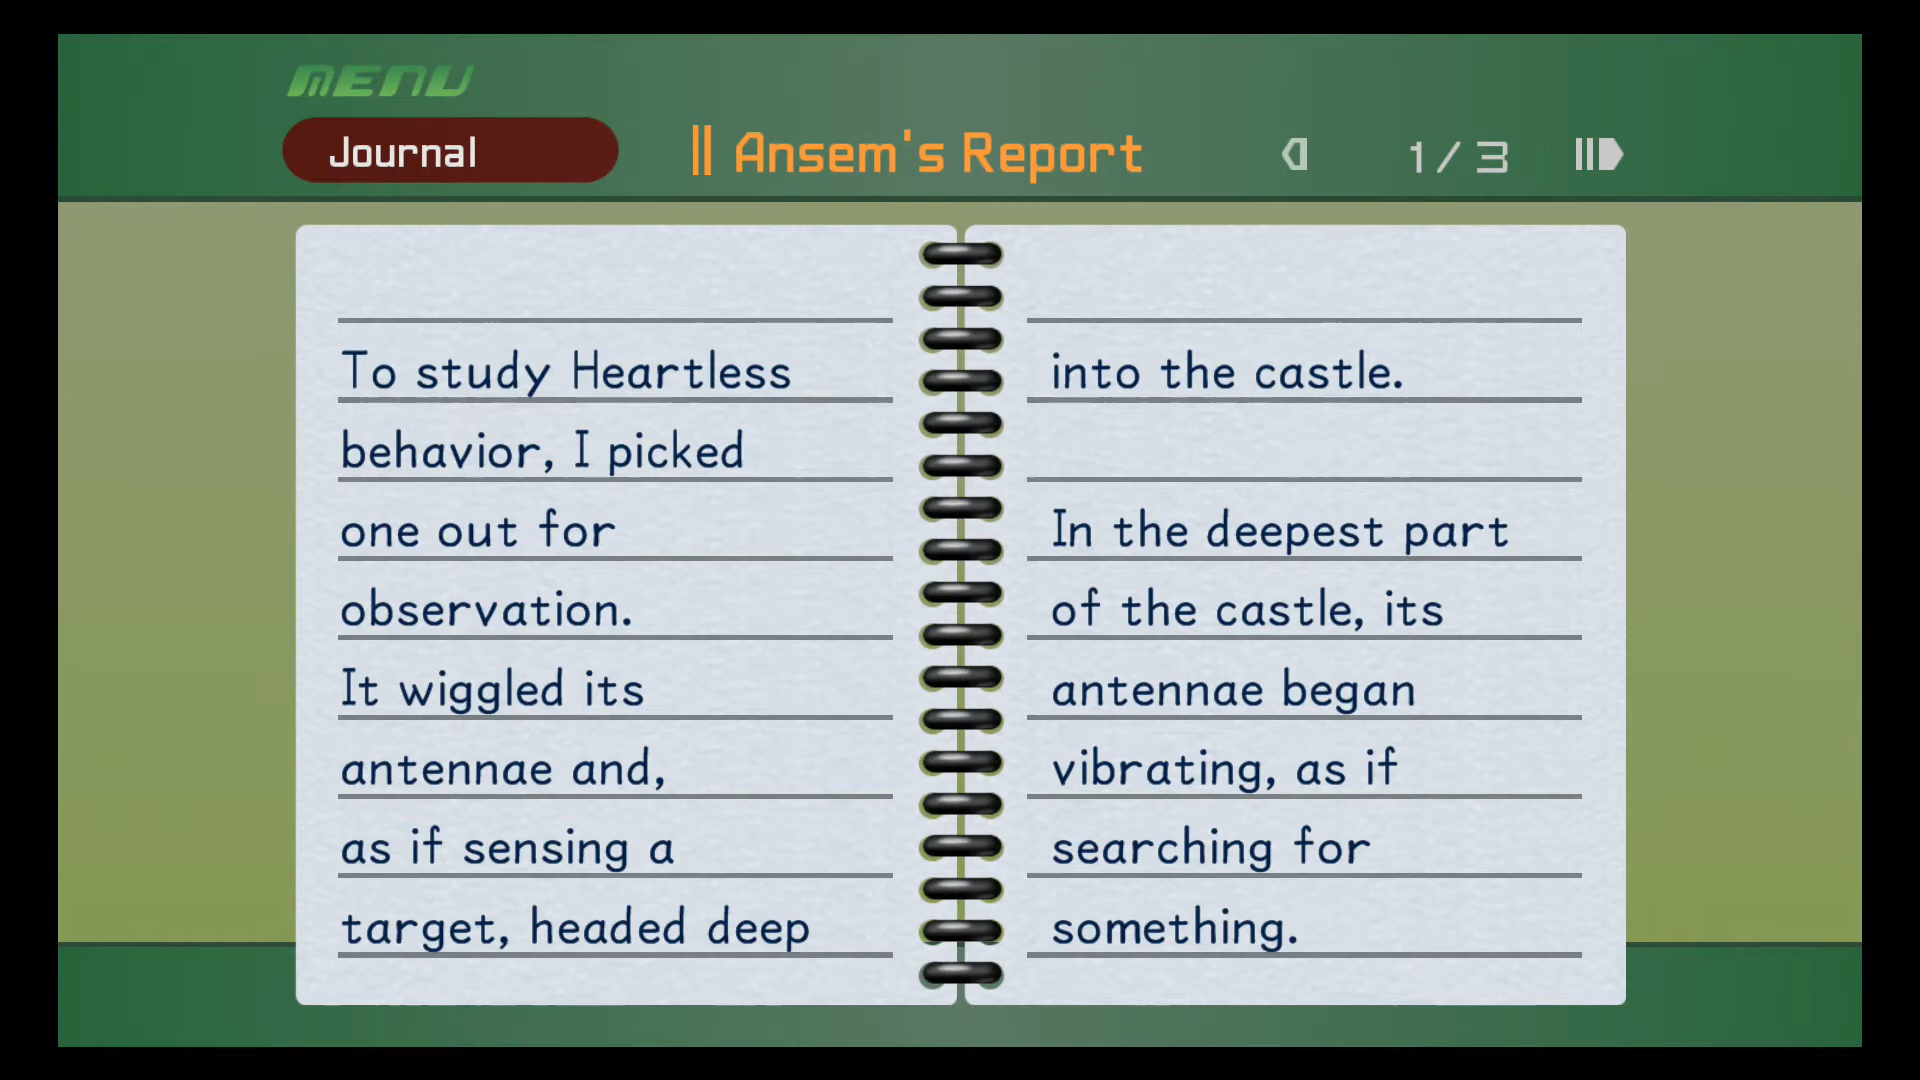 MENU
Journal
Ansem's Report
1/3
To study Heartless
behavior, I picked
one out for
observation.
It wiggled its
antennae and,
as if sensing a
target, headed deep
into the castle.
In the deepest part
of the castle, its
antennae began
vibrating, as if
searching for
something.